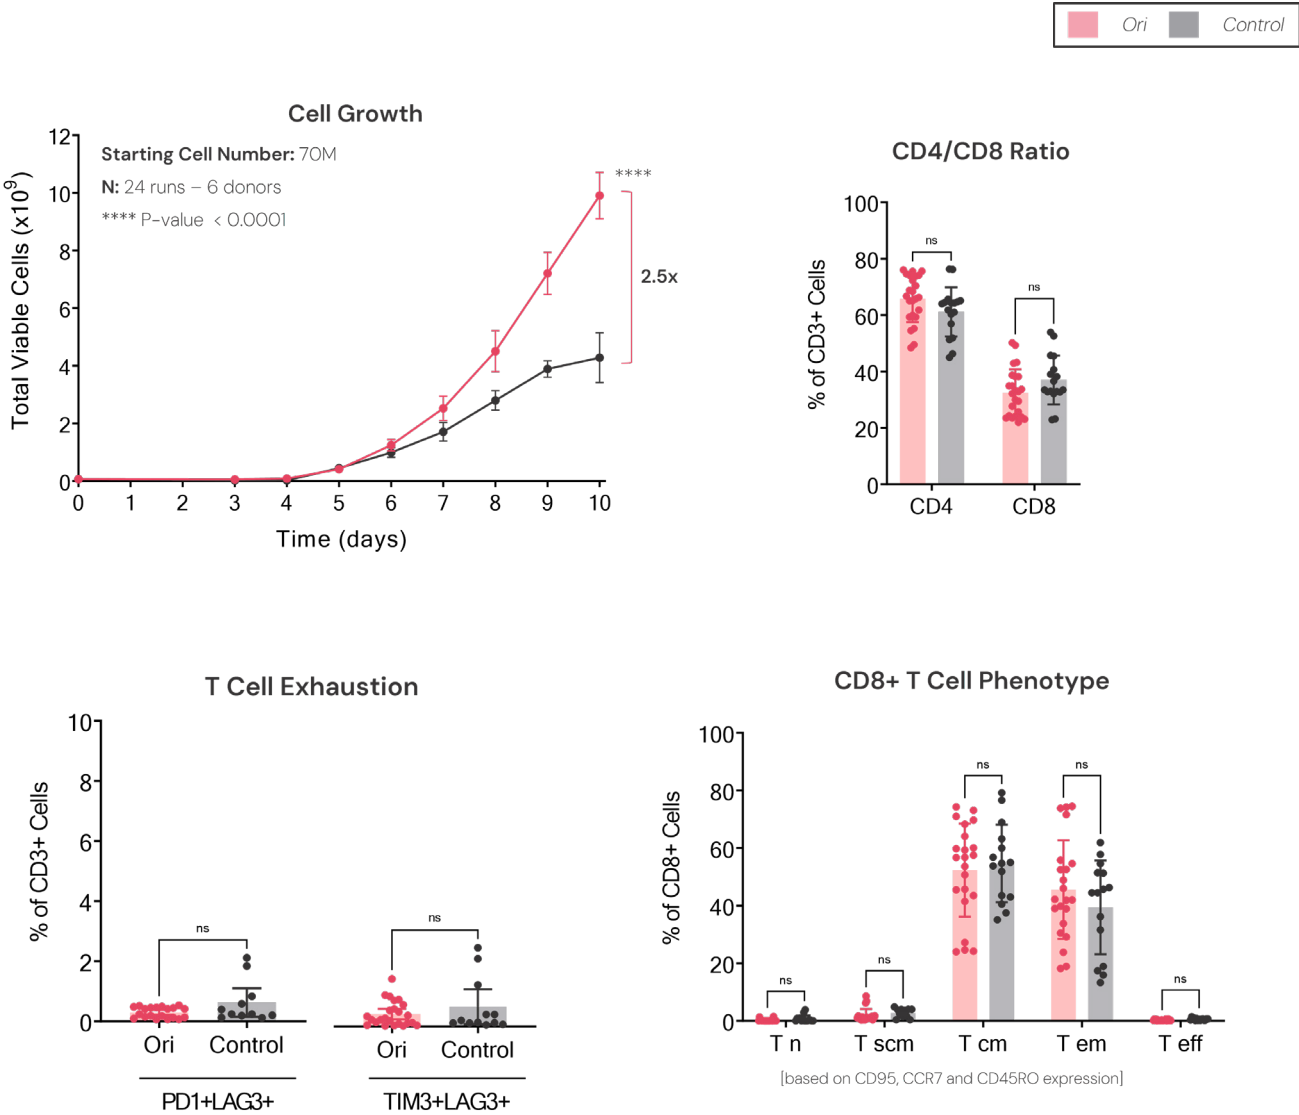 Ori Control
Cell Growth
Starting Cell Number: 70M
N: 24 runs – 6 donors
**** P-value < 0.0001
****
2.5x
Total Viable Cells (x10⁹)
12
10
8
6
4
2
0
0 1 2 3 4 5 6 7 8 9 10
Time (days)
CD4/CD8 Ratio
% of CD3+ Cells
100
80
60
40
20
0
ns
ns
CD4 CD8
T Cell Exhaustion
% of CD3+ Cells
10
8
6
4
2
0
ns
ns
Ori Control Ori Control
PD1+LAG3+ TIM3+LAG3+
CD8+ T Cell Phenotype
% of CD8+ Cells
100
80
60
40
20
0
ns
ns
ns
ns
ns
T n T scm T cm T em T eff
[based on CD95, CCR7 and CD45RO expression]